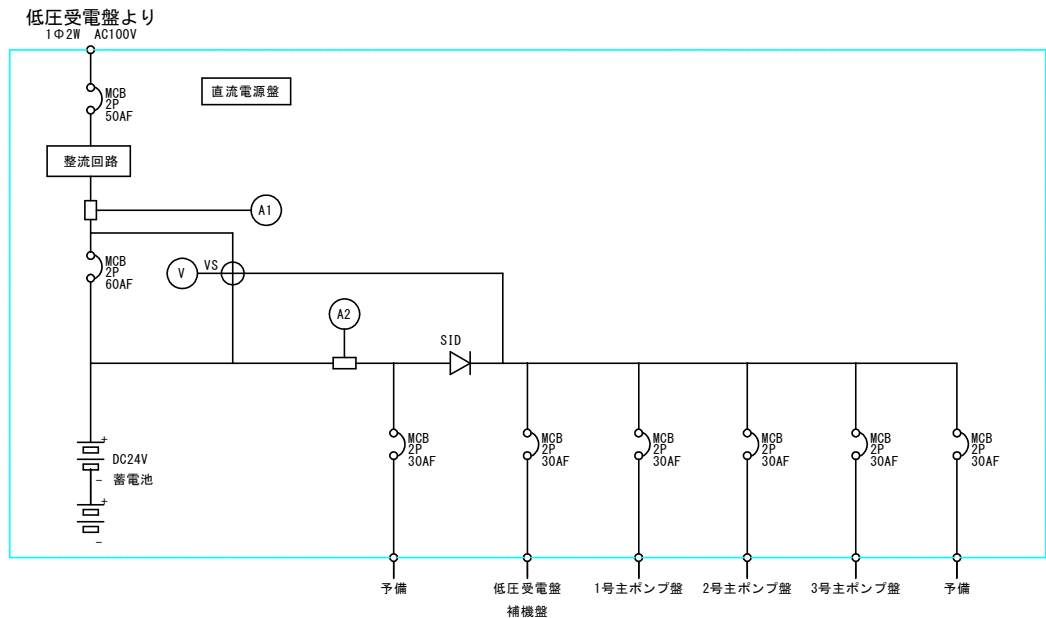 低圧受電盤より
1Φ2W AC100V
MCB
2P
50AF
直流電源盤
整流回路
A1
MCB
2P
60AF
V
VS
A2
SID
+
DC24V
-
蓄電池
+
-
MCB
2P
30AF
MCB
2P
30AF
MCB
2P
30AF
MCB
2P
30AF
MCB
2P
30AF
MCB
2P
30AF
予備
低圧受電盤
補機盤
1号主ポンプ盤
2号主ポンプ盤
3号主ポンプ盤
予備